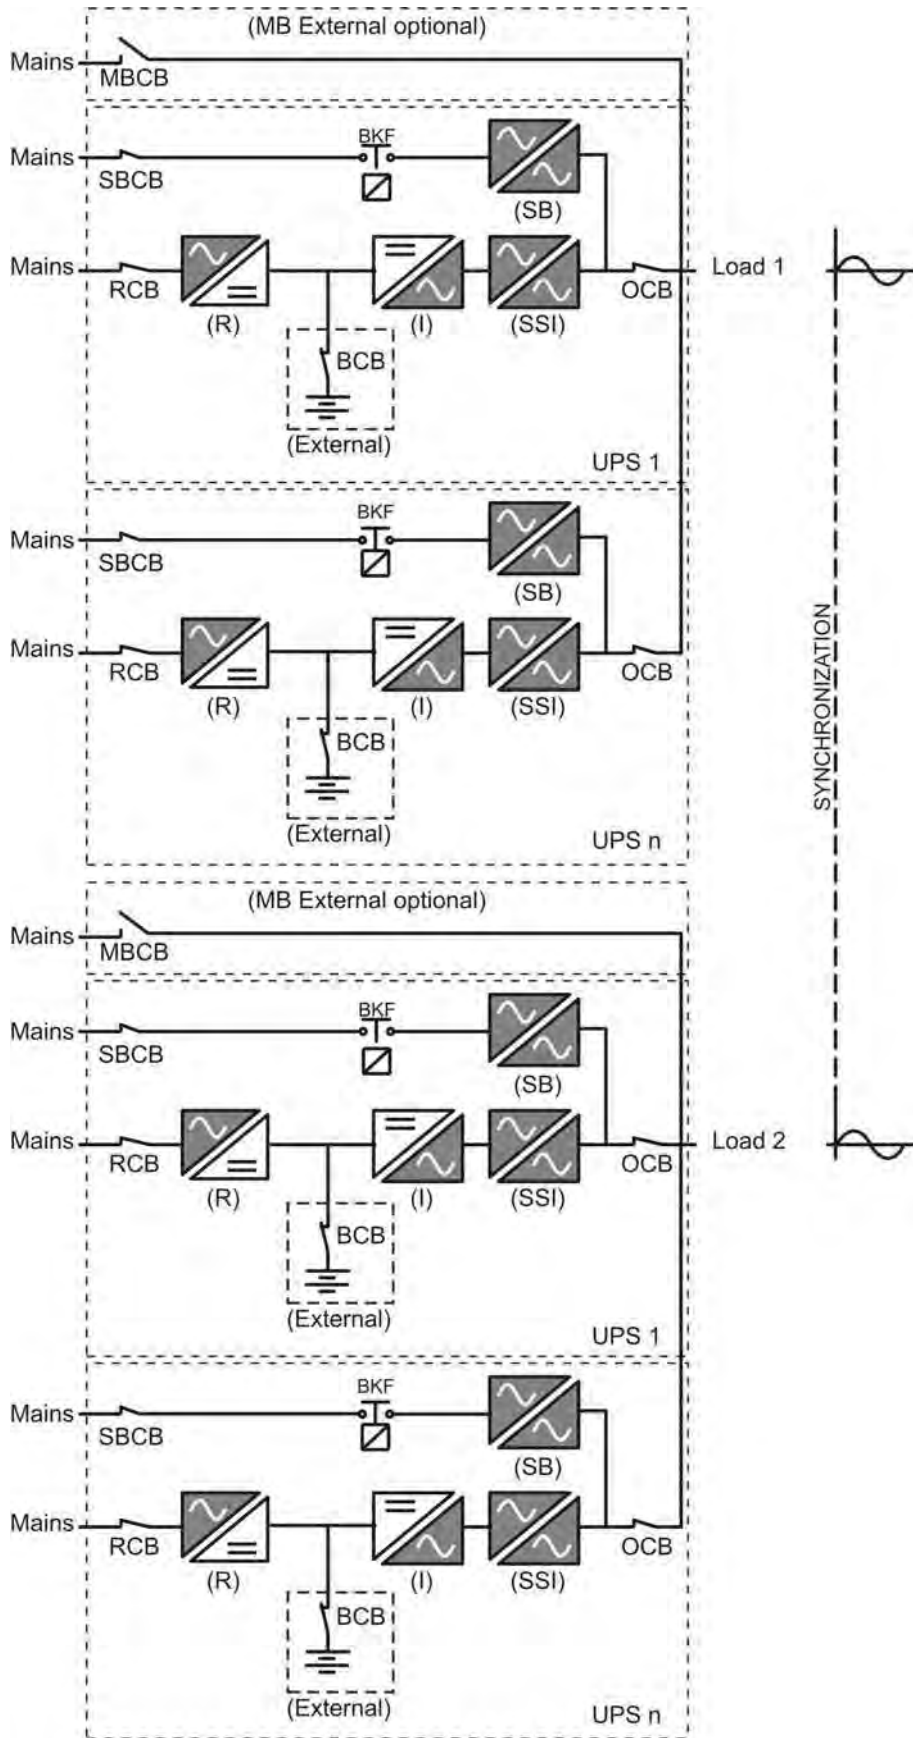 (MB External optional)
Mains
MBCB
BKF
Mains
SBCB
(SB)
Mains
Load 1
RCB
OCB
(R)
(I)
(SSI)
BCB
(External)
UPS 1
BKF
Mains
SBCB
(SB)
Mains
RCB
OCB
(R)
(I)
(SSI)
BCB
(External)
UPS n
SYNCHRONIZATION
(MB External optional)
Mains
MBCB
BKF
Mains
SBCB
(SB)
Mains
Load 2
RCB
OCB
(R)
(I)
(SSI)
BCB
(External)
UPS 1
BKF
Mains
SBCB
(SB)
Mains
RCB
OCB
(R)
(I)
(SSI)
BCB
(External)
UPS n